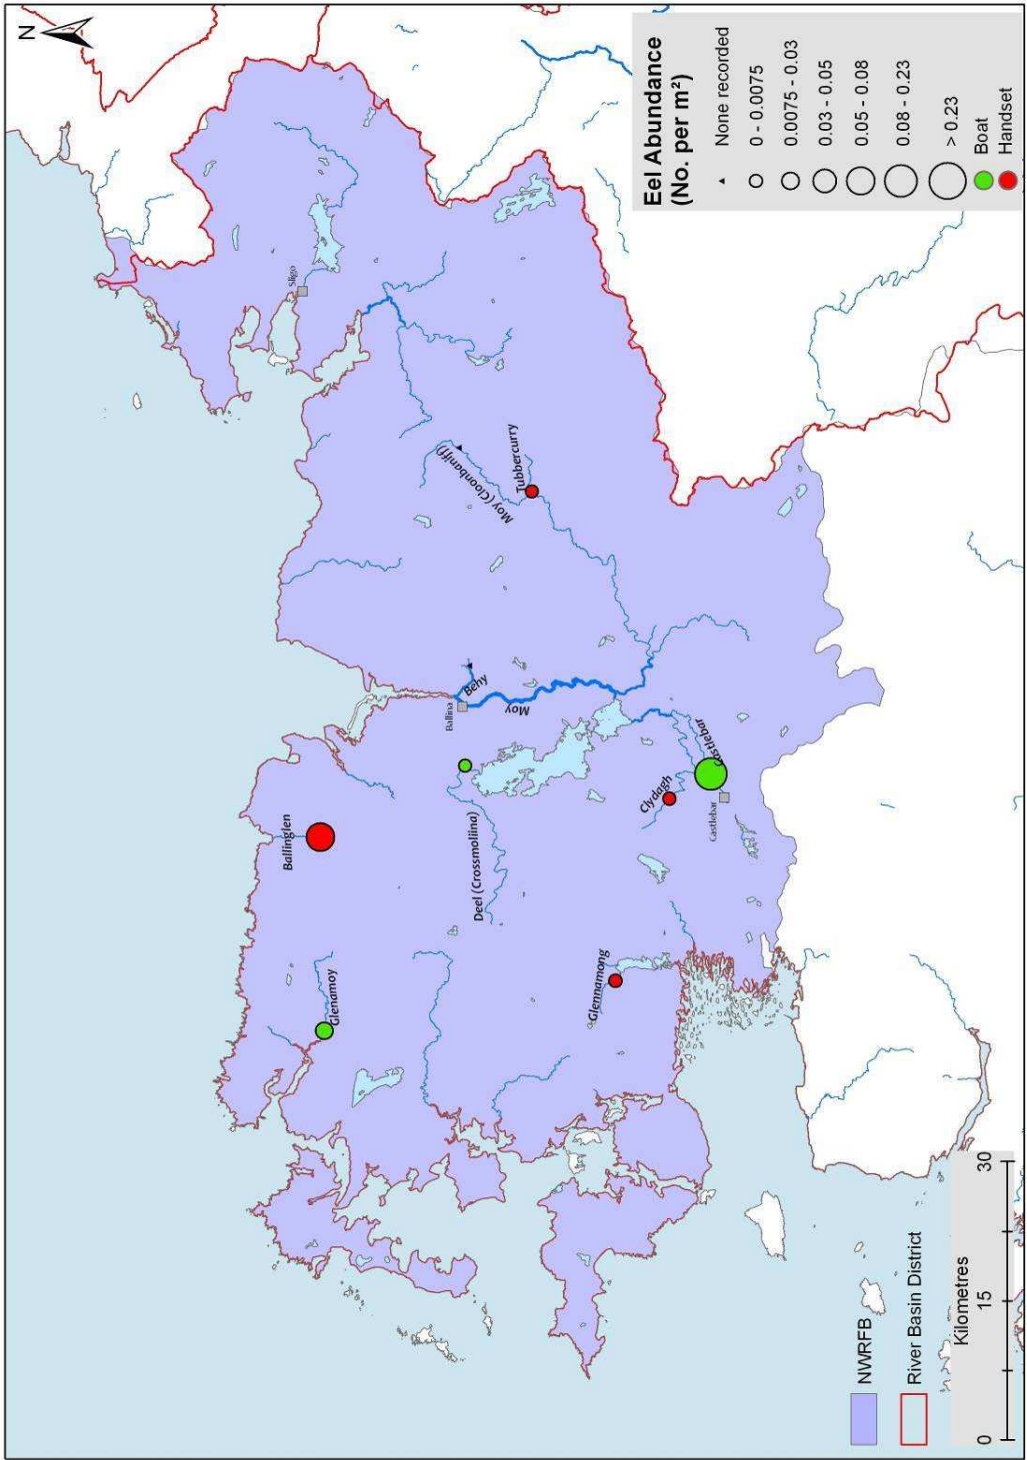 N
Eel Abundance
(No. per m²)
None recorded
0 - 0.0075
0.0075 - 0.03
0.03 - 0.05
0.05 - 0.08
0.08 - 0.23
> 0.23
Boat
Handset
Sligo
Moy (Cloonbaniff)
Tubbercurry
Behy
Ballina
Moy
Ballinglen
Deel (Crossmoliina)
Clydagh
Castlebar
Castlebar
Glenamoy
Glennamong
NWRFB
River Basin District
Kilometres
0 15 30